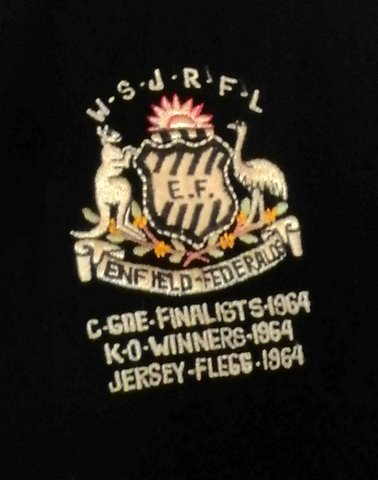 W·S·J·R·F·L
E.F.
ENFIELD-FEDERALS
C-GDE-FINALISTS-1964
K-O-WINNERS-1964
JERSEY-FLEGG-1964